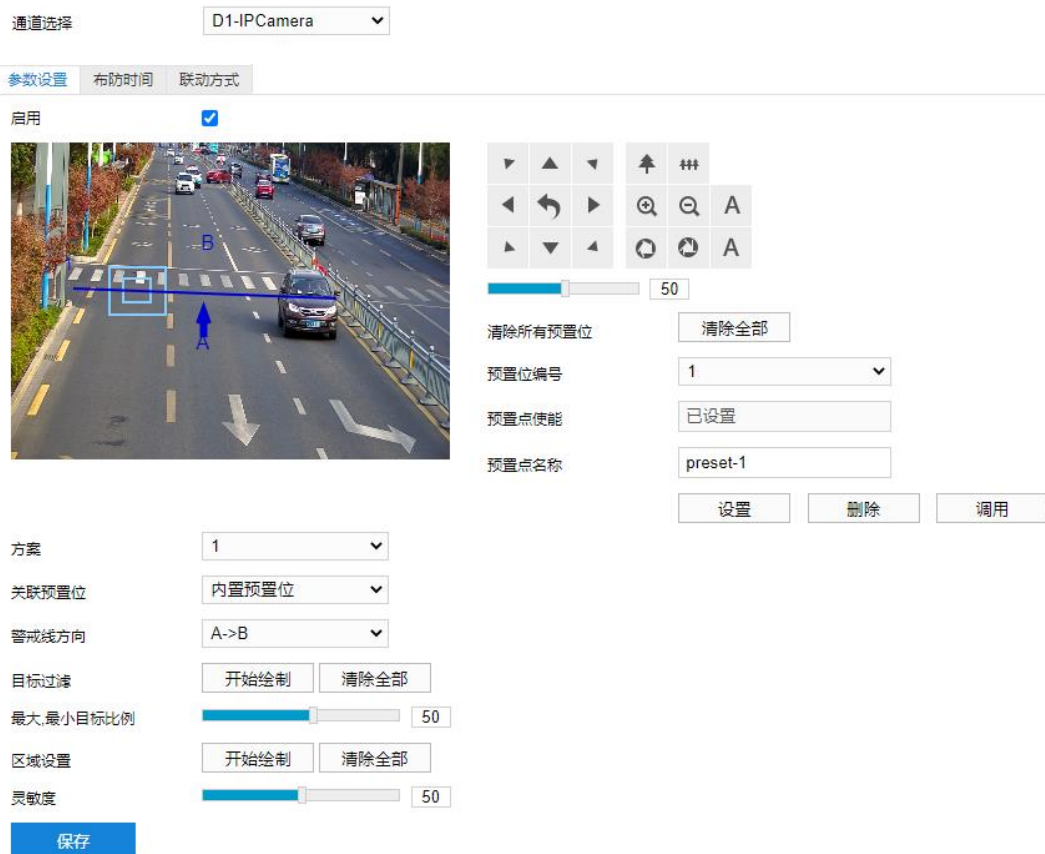 通道选择 D1-IPCamera
参数设置 布防时间 联动方式
启用
B
A
A
A
50
清除所有预置位 清除全部
预置位编号 1
预置点使能 已设置
预置点名称 preset-1
设置 删除 调用
方案 1
关联预置位 内置预置位
警戒线方向 A->B
目标过滤 开始绘制 清除全部
最大,最小目标比例 50
区域设置 开始绘制 清除全部
灵敏度 50
保存